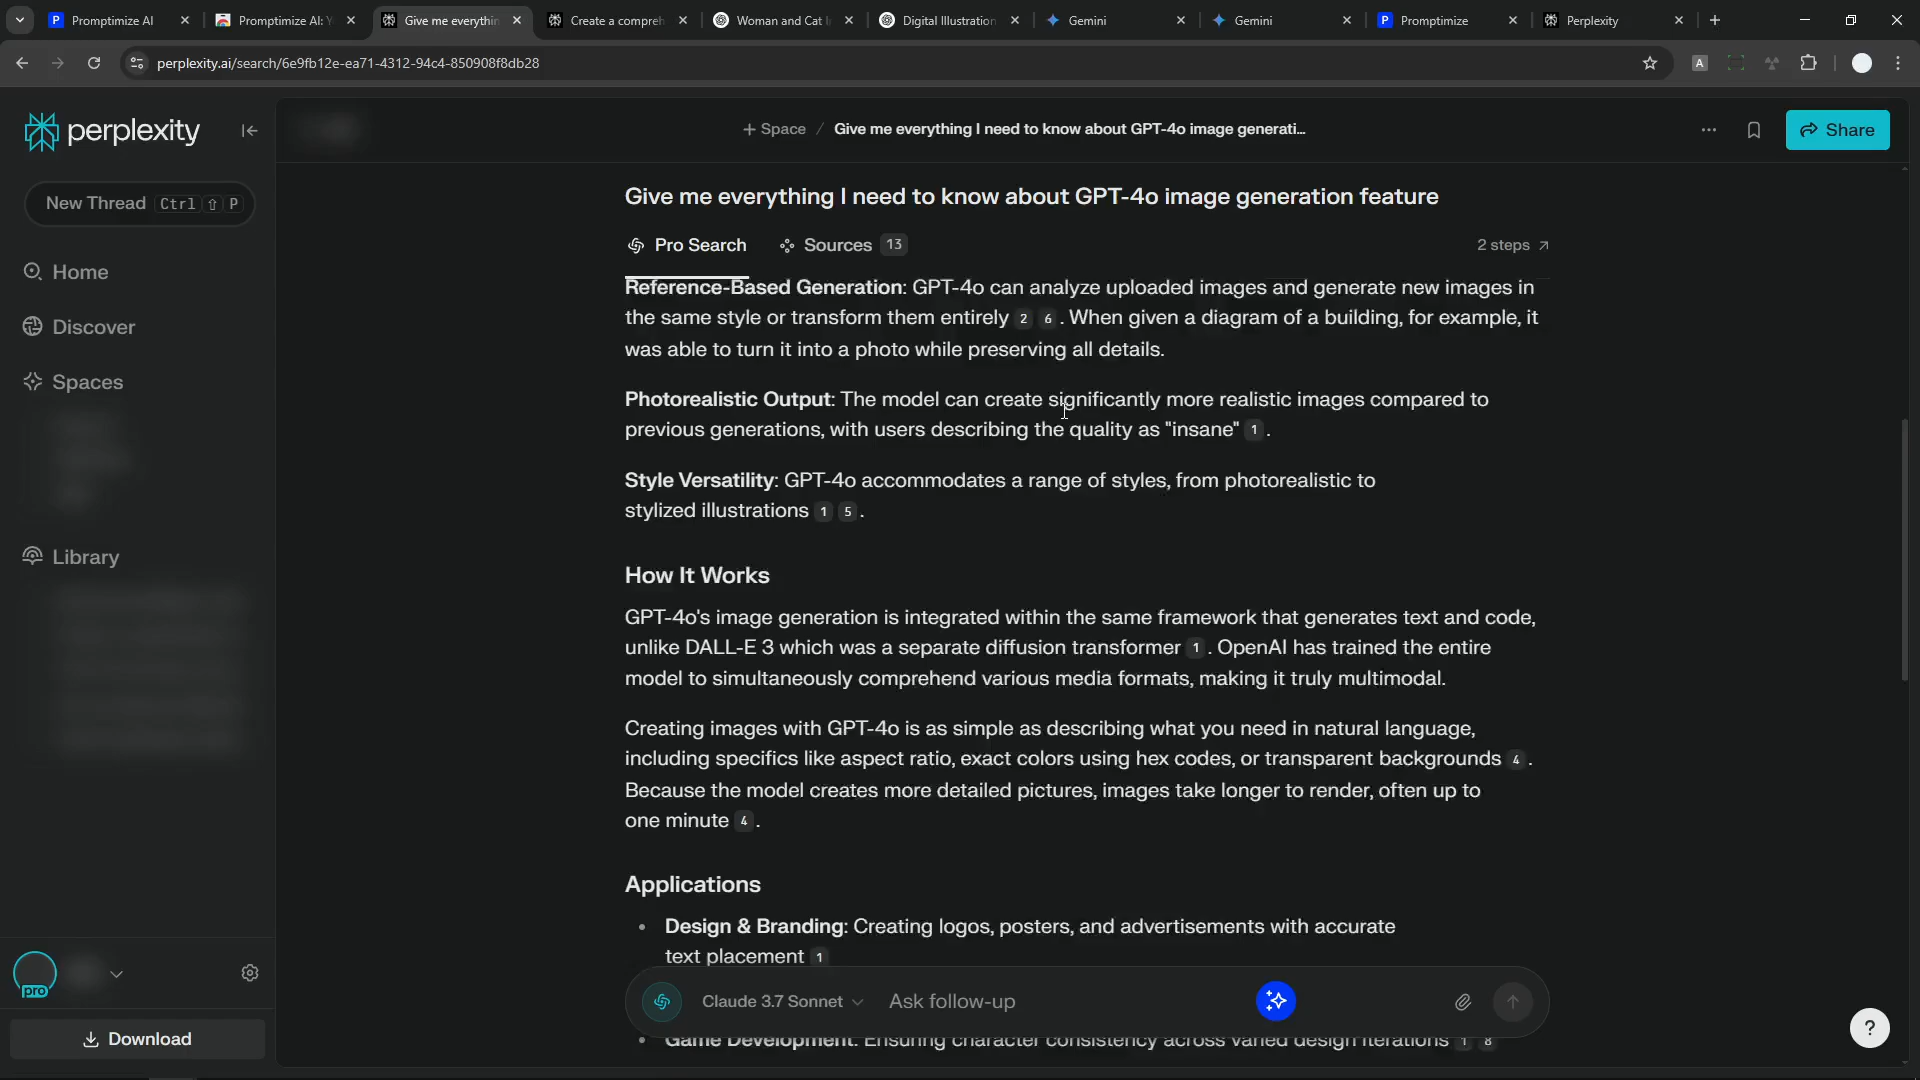 Promptimize AI
Promptimize AI: Y
Give me everythin
Create a compreh
Woman and Cat I
Digital Illustration
Gemini
Gemini
Promptimize
Perplexity
perplexity.ai/search/6e9fb12e-ea71-4312-94c4-850908f8db28
A
perplexity
+ Space / Give me everything I need to know about GPT-4o image generati...
Share
New Thread Ctrl ⇧ P
Home
Discover
Spaces
Library
pro
Download
Give me everything I need to know about GPT-4o image generation feature
Pro Search
Sources 13
2 steps
Reference-Based Generation: GPT-4o can analyze uploaded images and generate new images in
the same style or transform them entirely 2 6 . When given a diagram of a building, for example, it
was able to turn it into a photo while preserving all details.
Photorealistic Output: The model can create significantly more realistic images compared to
previous generations, with users describing the quality as "insane" 1 .
Style Versatility: GPT-4o accommodates a range of styles, from photorealistic to
stylized illustrations 1 5 .
How It Works
GPT-4o's image generation is integrated within the same framework that generates text and code,
unlike DALL-E 3 which was a separate diffusion transformer 1 . OpenAI has trained the entire
model to simultaneously comprehend various media formats, making it truly multimodal.
Creating images with GPT-4o is as simple as describing what you need in natural language,
including specifics like aspect ratio, exact colors using hex codes, or transparent backgrounds 4 .
Because the model creates more detailed pictures, images take longer to render, often up to
one minute 4 .
Applications
• Design & Branding: Creating logos, posters, and advertisements with accurate
text placement 1
Claude 3.7 Sonnet
Ask follow-up
• Game Development: Ensuring character consistency across varied design iterations 1 8
?